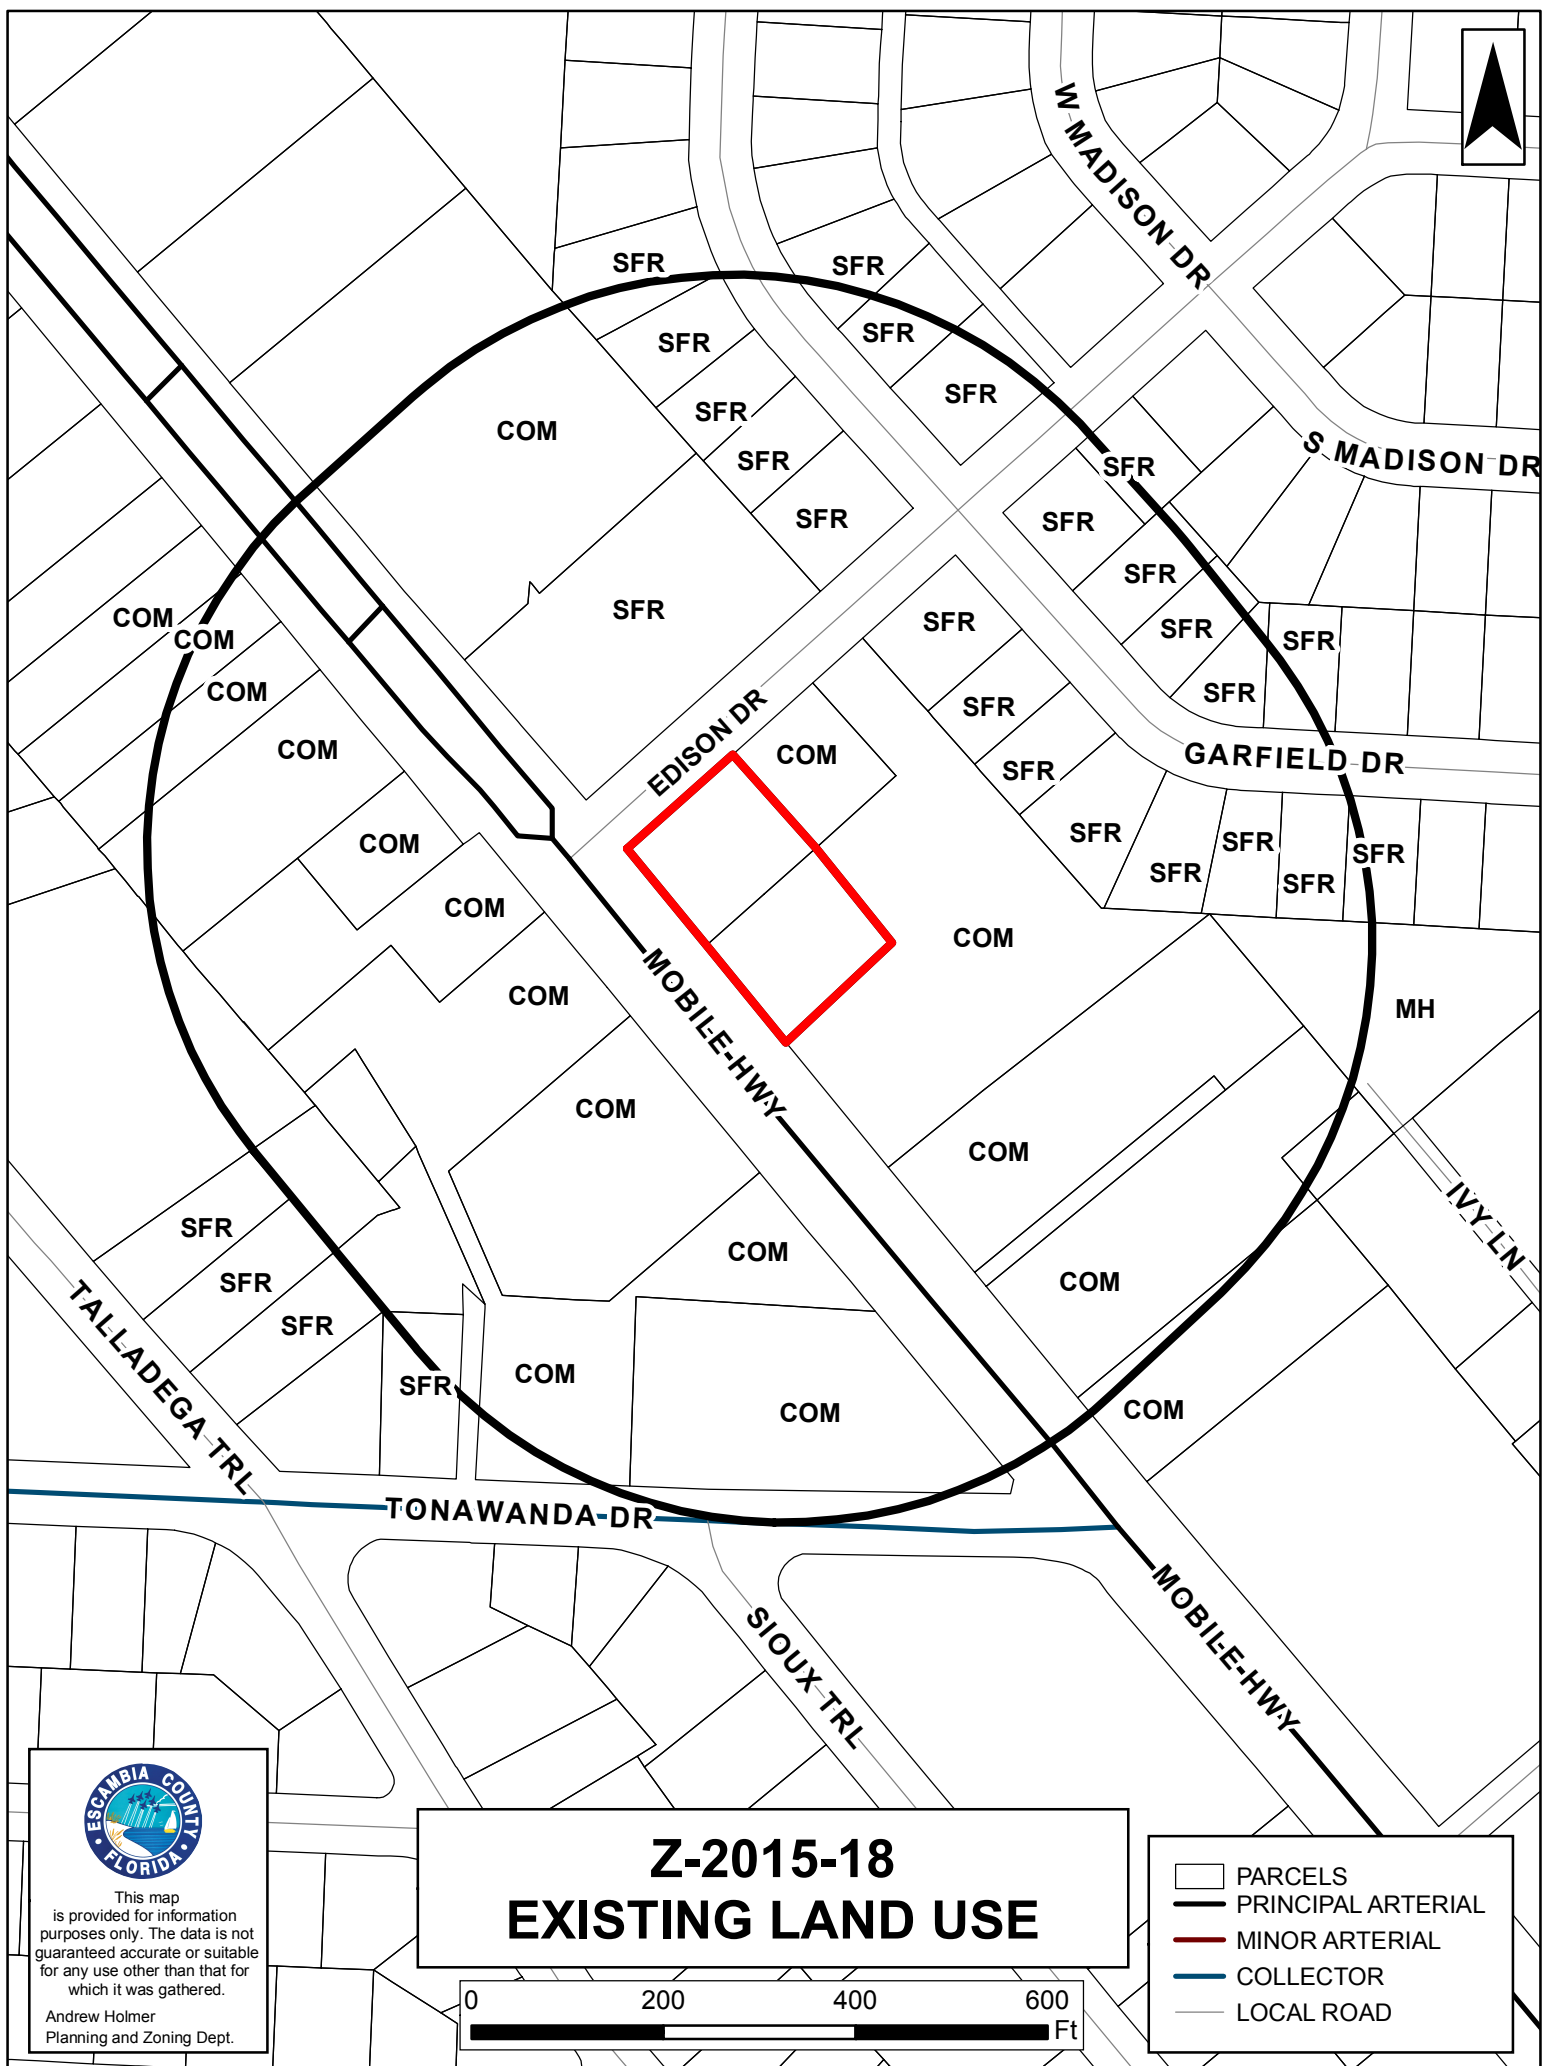 W MADISON DR
SFR
SFR
SFR
SFR
SFR
COM
SFR
S MADISON DR
SFR
SFR
SFR
SFR
SFR
COM
SFR
SFR
SFR
SFR
COM
SFR
COM
SFR
SFR
EDISON DR
COM
COM
GARFIELD DR
SFR
SFR
COM
SFR
SFR
SFR
SFR
COM
COM
MOBILE HWY
COM
MH
COM
COM
IVY LN
SFR
COM
SFR
COM
SFR
TALLADEGA TRL
COM
SFR
COM
COM
TONAWANDA DR
MOBILE HWY
SIOUX TRL
ESCAMBIA COUNTY
FLORIDA
This map
is provided for information
purposes only. The data is not
guaranteed accurate or suitable
for any use other than that for
which it was gathered.
Andrew Holmer
Planning and Zoning Dept.
Z-2015-18
EXISTING LAND USE
0 200 400 600
Ft
PARCELS
PRINCIPAL ARTERIAL
MINOR ARTERIAL
COLLECTOR
LOCAL ROAD